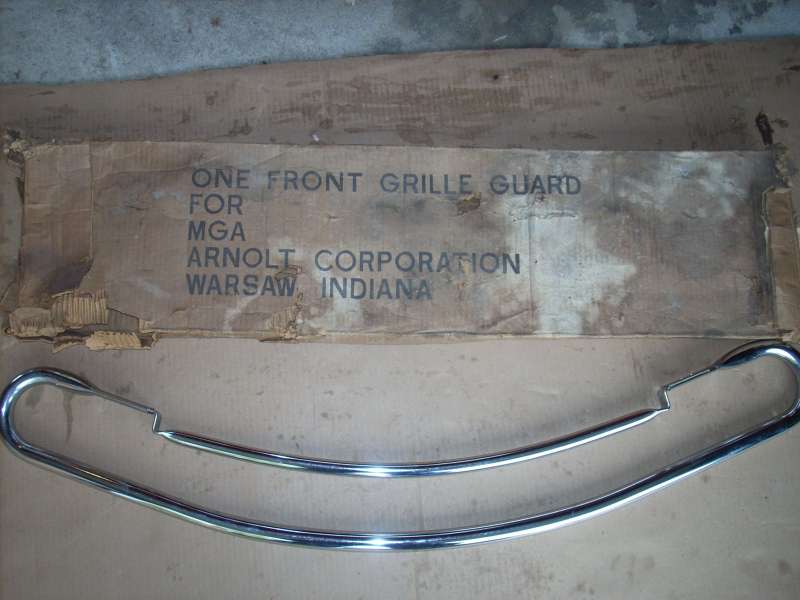 ONE FRONT GRILLE GUARD
FOR
MGA
ARNOLT CORPORATION
WARSAW, INDIANA